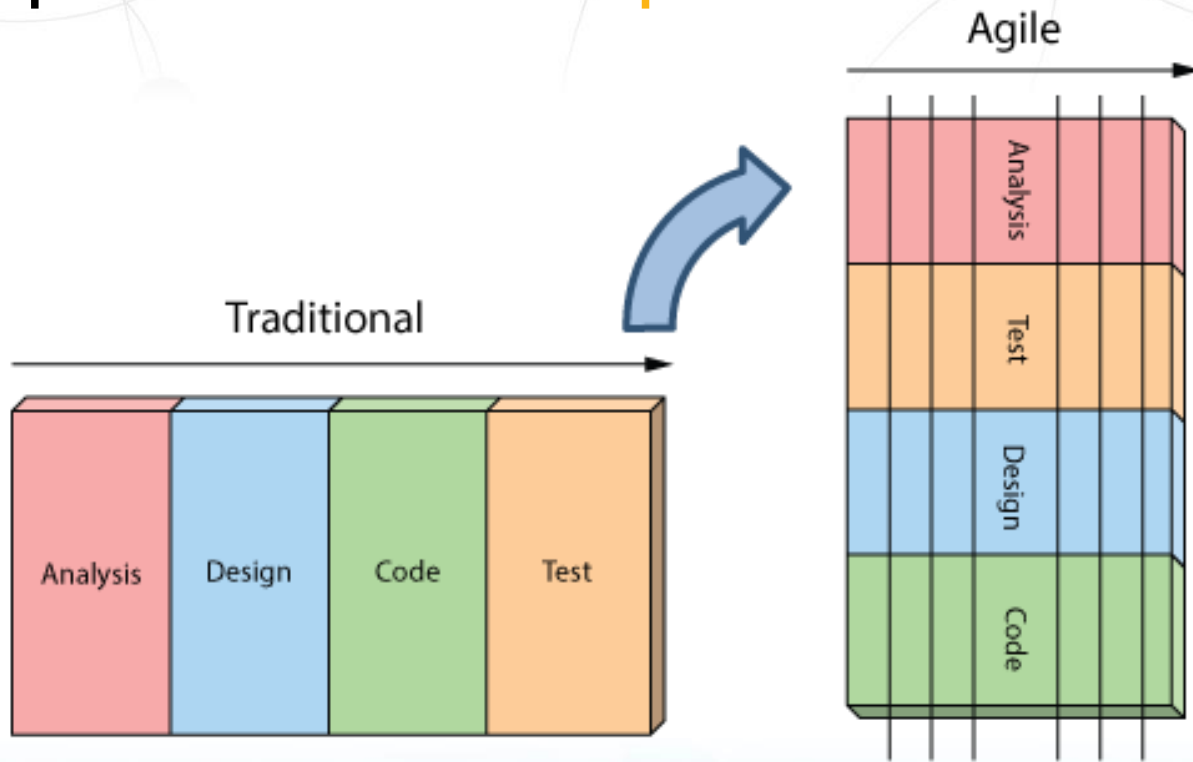 Agile
Analysis
Test
Design
Code
Traditional
Analysis
Design
Code
Test